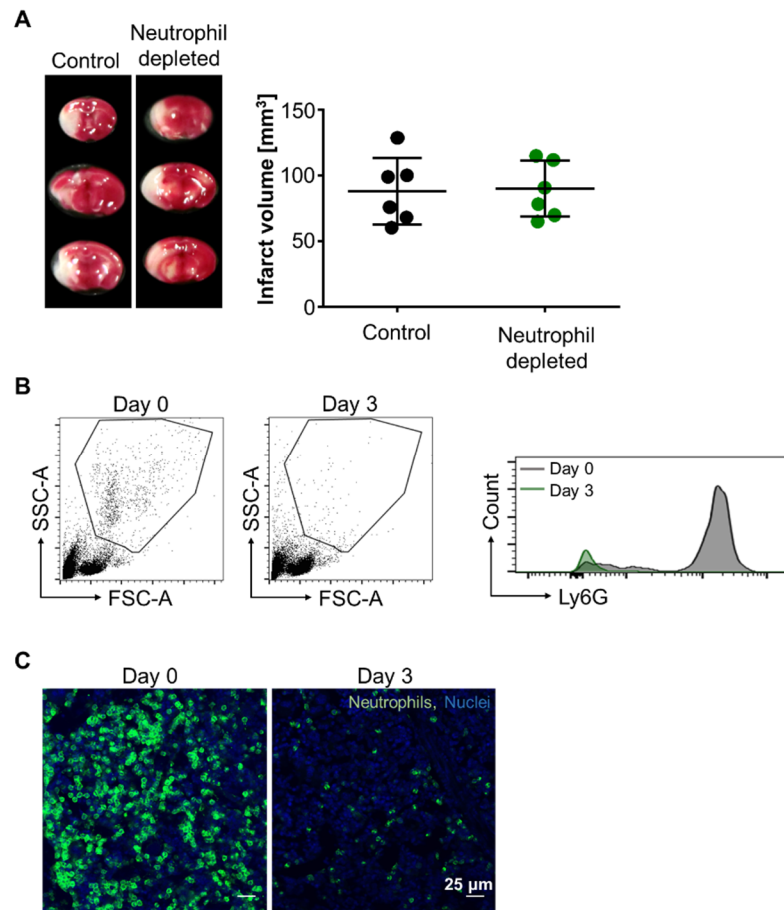 A
Control
Neutrophil
depleted
Infarct volume [mm³]
150
100
50
0
Control
Neutrophil
depleted
B
Day 0
Day 3
SSC-A
FSC-A
SSC-A
FSC-A
Count
Day 0
Day 3
Ly6G
C
Day 0
Day 3
Neutrophils, Nuclei
25 µm